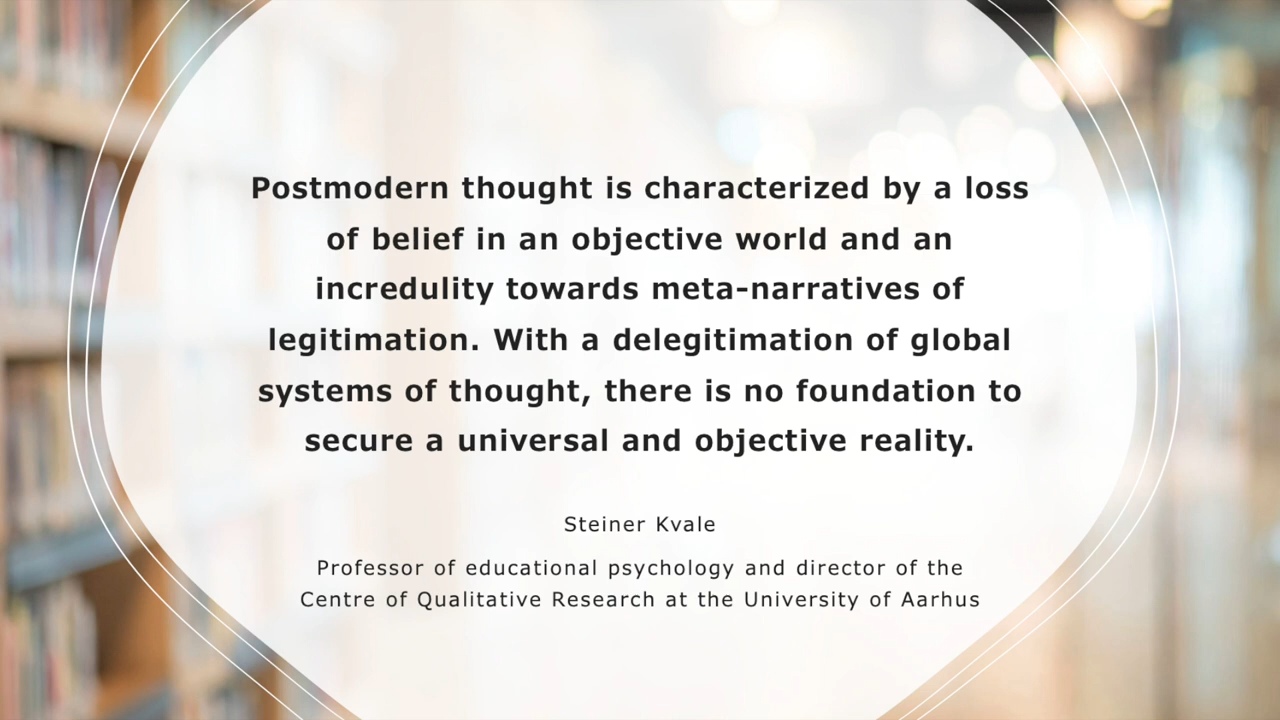 Postmodern thought is characterized by a loss
of belief in an objective world and an
incredulity towards meta-narratives of
legitimation. With a delegitimation of global
systems of thought, there is no foundation to
secure a universal and objective reality.
Steiner Kvale
Professor of educational psychology and director of the
Centre of Qualitative Research at the University of Aarhus